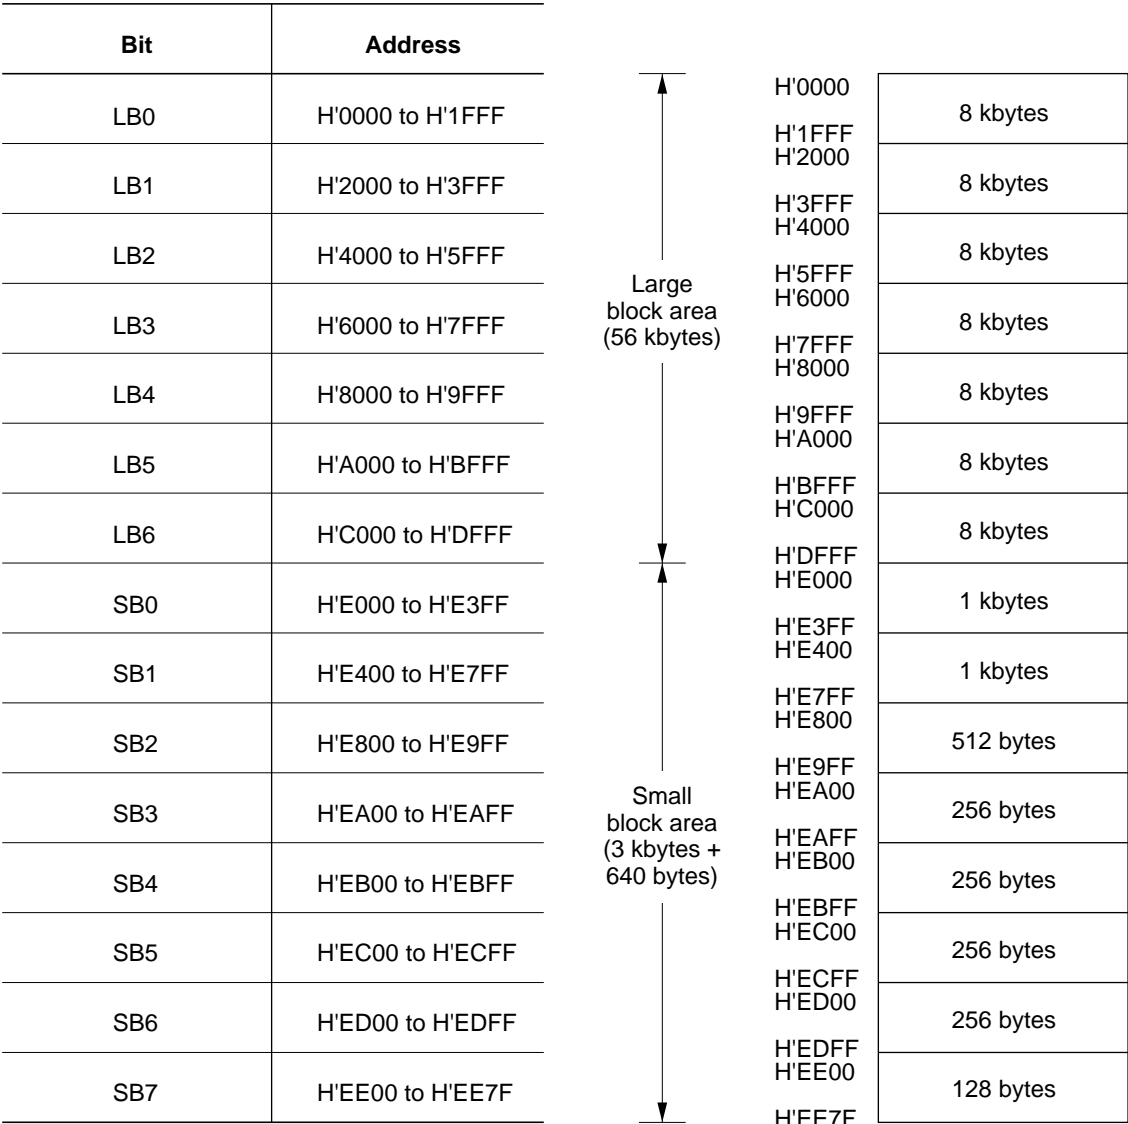 Bit Address
LB0 H'0000 to H'1FFF
LB1 H'2000 to H'3FFF
LB2 H'4000 to H'5FFF
LB3 H'6000 to H'7FFF
LB4 H'8000 to H'9FFF
LB5 H'A000 to H'BFFF
LB6 H'C000 to H'DFFF
SB0 H'E000 to H'E3FF
SB1 H'E400 to H'E7FF
SB2 H'E800 to H'E9FF
SB3 H'EA00 to H'EAFF
SB4 H'EB00 to H'EBFF
SB5 H'EC00 to H'ECFF
SB6 H'ED00 to H'EDFF
SB7 H'EE00 to H'EE7F
Large
block area
(56 kbytes)
Small
block area
(3 kbytes +
640 bytes)
H'0000
8 kbytes
H'1FFF
H'2000
8 kbytes
H'3FFF
H'4000
8 kbytes
H'5FFF
H'6000
8 kbytes
H'7FFF
H'8000
8 kbytes
H'9FFF
H'A000
8 kbytes
H'BFFF
H'C000
8 kbytes
H'DFFF
H'E000
1 kbytes
H'E3FF
H'E400
1 kbytes
H'E7FF
H'E800
512 bytes
H'E9FF
H'EA00
256 bytes
H'EAFF
H'EB00
256 bytes
H'EBFF
H'EC00
256 bytes
H'ECFF
H'ED00
256 bytes
H'EDFF
H'EE00
128 bytes
H'EE7F